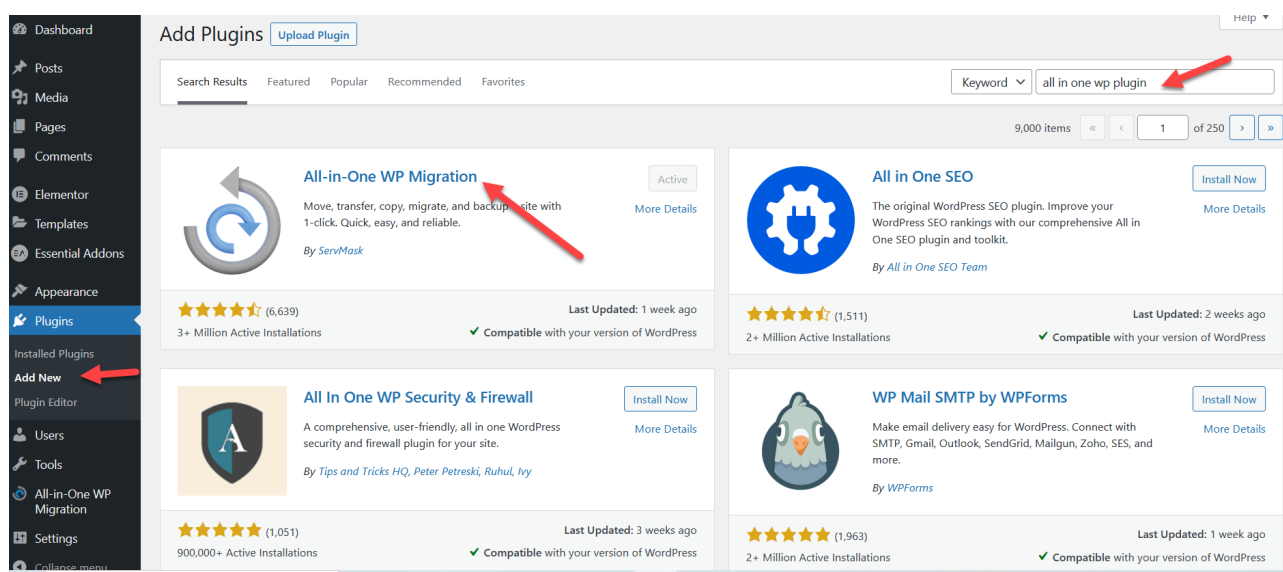 Help ▼
Dashboard
Posts
Media
Pages
Comments
Elementor
Templates
Essential Addons
Appearance
Plugins
Installed Plugins
Add New
Plugin Editor
Users
Tools
All-in-One WP
Migration
Settings
Collapse menu
Add Plugins Upload Plugin
Search Results Featured Popular Recommended Favorites
Keyword all in one wp plugin
9,000 items « ‹ 1 of 250 › »
All-in-One WP Migration
Active
Move, transfer, copy, migrate, and backup a site with
1-click. Quick, easy, and reliable.
More Details
By ServMask
(6,639)
Last Updated: 1 week ago
3+ Million Active Installations
✔ Compatible with your version of WordPress
All in One SEO
Install Now
The original WordPress SEO plugin. Improve your
WordPress SEO rankings with our comprehensive All in
One SEO plugin and toolkit.
More Details
By All in One SEO Team
(1,511)
Last Updated: 2 weeks ago
2+ Million Active Installations
✔ Compatible with your version of WordPress
A
All In One WP Security & Firewall
Install Now
A comprehensive, user-friendly, all in one WordPress
security and firewall plugin for your site.
More Details
By Tips and Tricks HQ, Peter Petreski, Ruhul, Ivy
(1,051)
Last Updated: 3 weeks ago
900,000+ Active Installations
✔ Compatible with your version of WordPress
WP Mail SMTP by WPForms
Install Now
Make email delivery easy for WordPress. Connect with
SMTP, Gmail, Outlook, SendGrid, Mailgun, Zoho, SES, and
more.
More Details
By WPForms
(1,963)
Last Updated: 1 week ago
2+ Million Active Installations
✔ Compatible with your version of WordPress